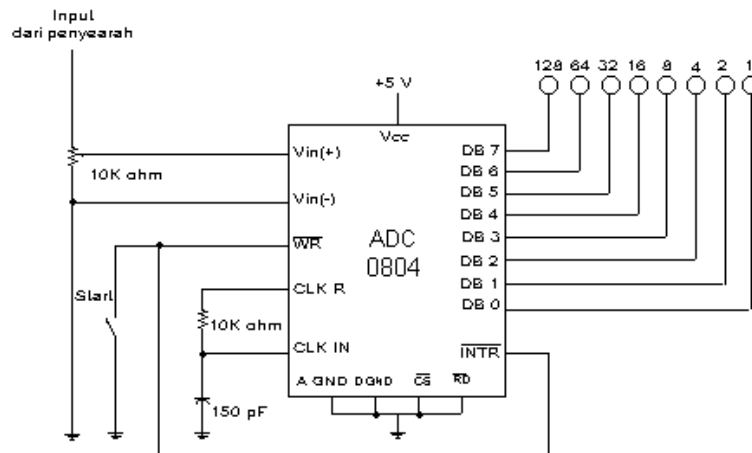 Input
dari penyearah
+5 V
128 64 32 16 8 4 2 1
Vcc
Vin(+)
10K ohm
Vin(-)
WR
ADC
0804
CLK R
Start
10K ohm
CLK IN
150 pF
DB 7
DB 6
DB 5
DB 4
DB 3
DB 2
DB 1
DB 0
INTR
A GND DGND CS RD